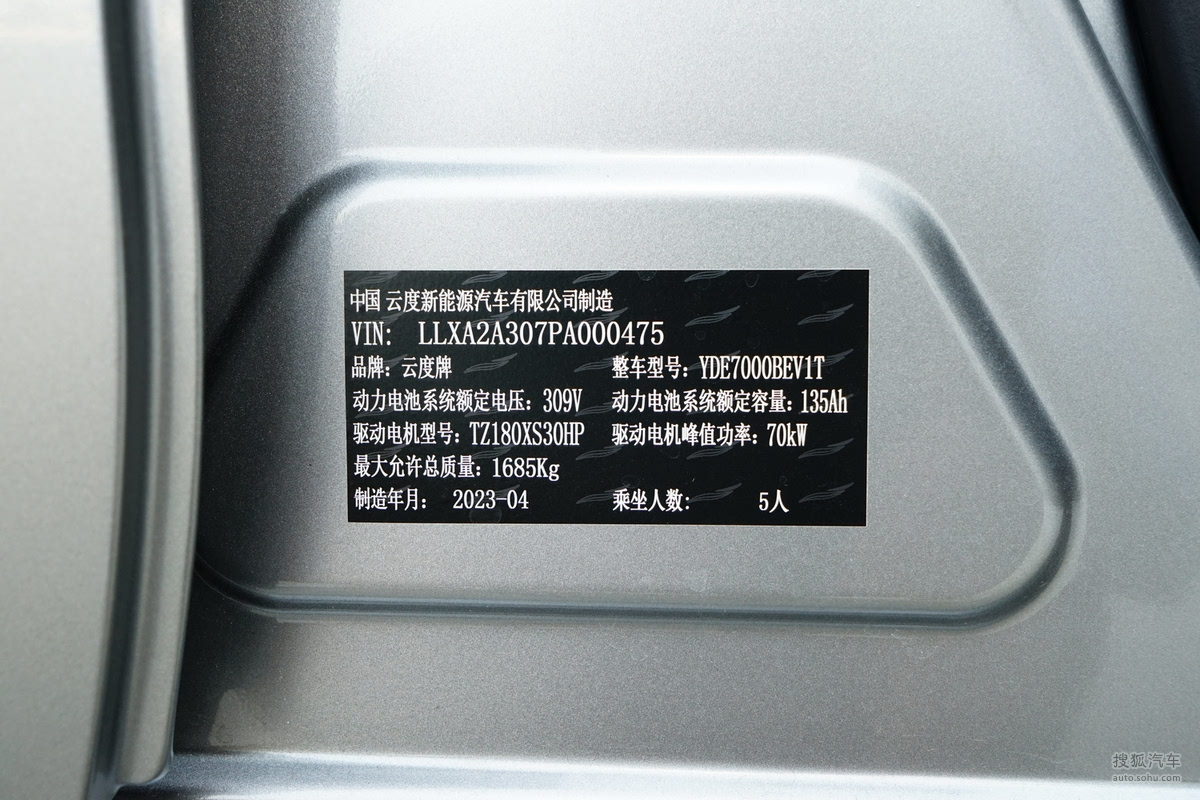 中国 云度新能源汽车有限公司制造
VIN: LLXA2A307PA000475
品牌: 云度牌 整车型号: YDE7000BEV1T
动力电池系统额定电压: 309V 动力电池系统额定容量: 135Ah
驱动电机型号: TZ180XS30HP 驱动电机峰值功率: 70kW
最大允许总质量: 1685Kg
制造年月: 2023-04 乘坐人数: 5人
搜狐汽车
auto.sohu.com